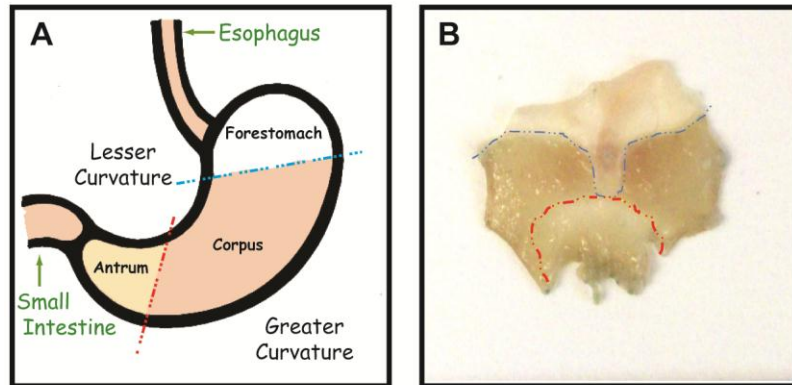 A
Esophagus
Forestomach
Lesser
Curvature
Corpus
Antrum
Small
Intestine
Greater
Curvature
B